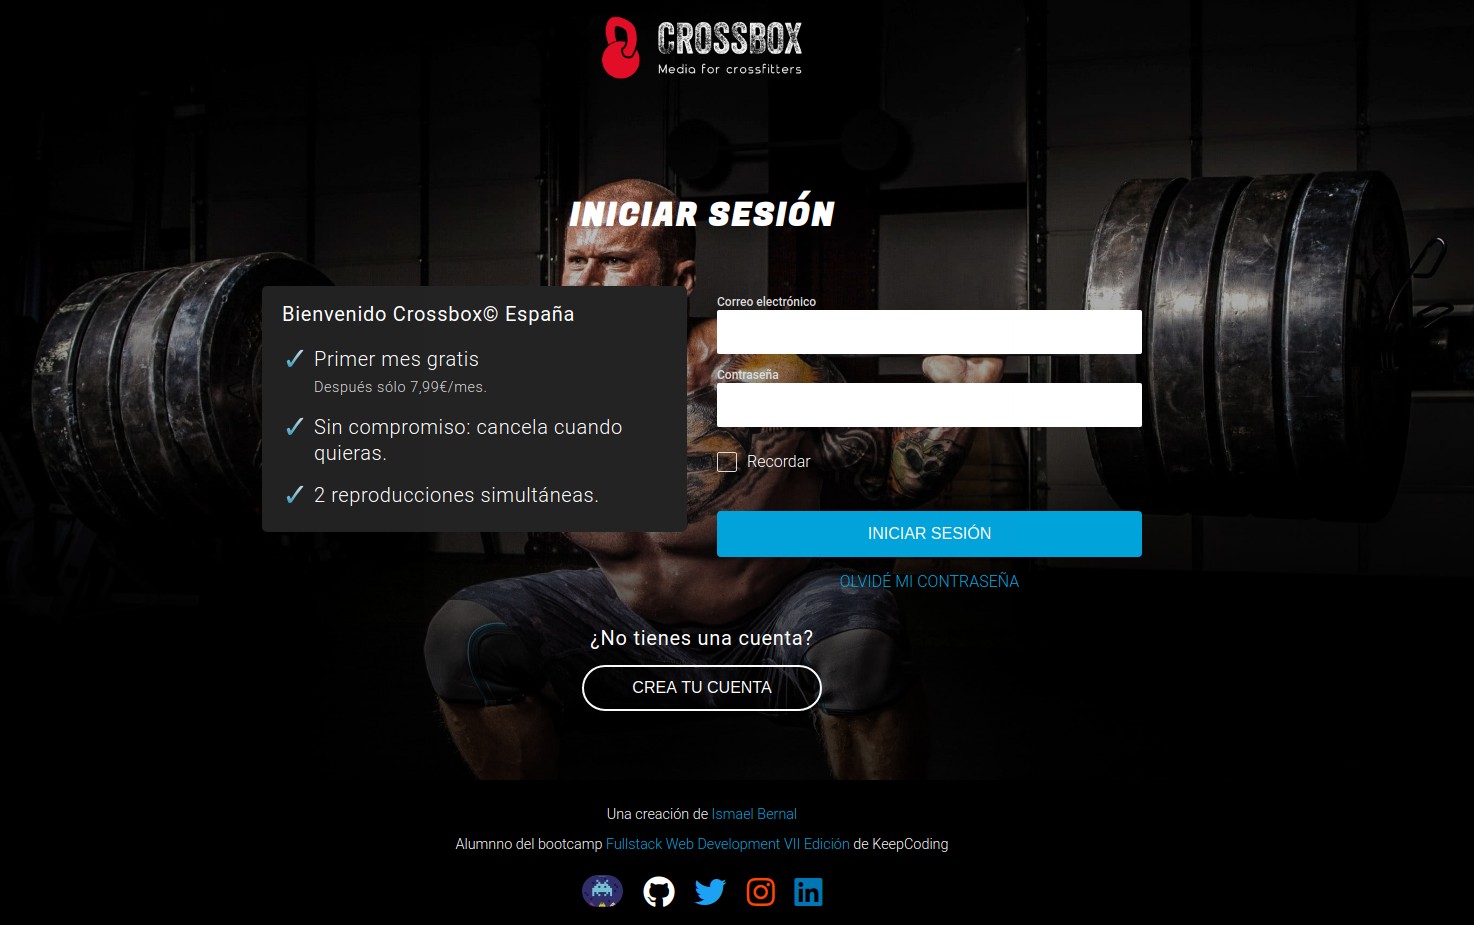 CROSSBOX
Media for crossfitters
INICIAR SESIÓN
Bienvenido Crossbox© España
✓ Primer mes gratis
Después sólo 7,99€/mes.
✓ Sin compromiso: cancela cuando
quieras.
✓ 2 reproducciones simultáneas.
Correo electrónico
Contraseña
Recordar
INICIAR SESIÓN
OLVIDÉ MI CONTRASEÑA
¿No tienes una cuenta?
CREA TU CUENTA
Una creación de Ismael Bernal
Alumnno del bootcamp Fullstack Web Development VII Edición de KeepCoding
in